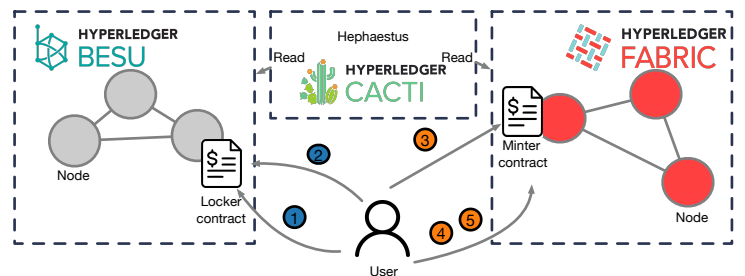 HYPERLEDGER
BESU
Hephaestus
Read
Read
HYPERLEDGER
CACTI
HYPERLEDGER
FABRIC
$
Node
Locker
contract
$
Minter
contract
Node
1
2
3
4
5
User